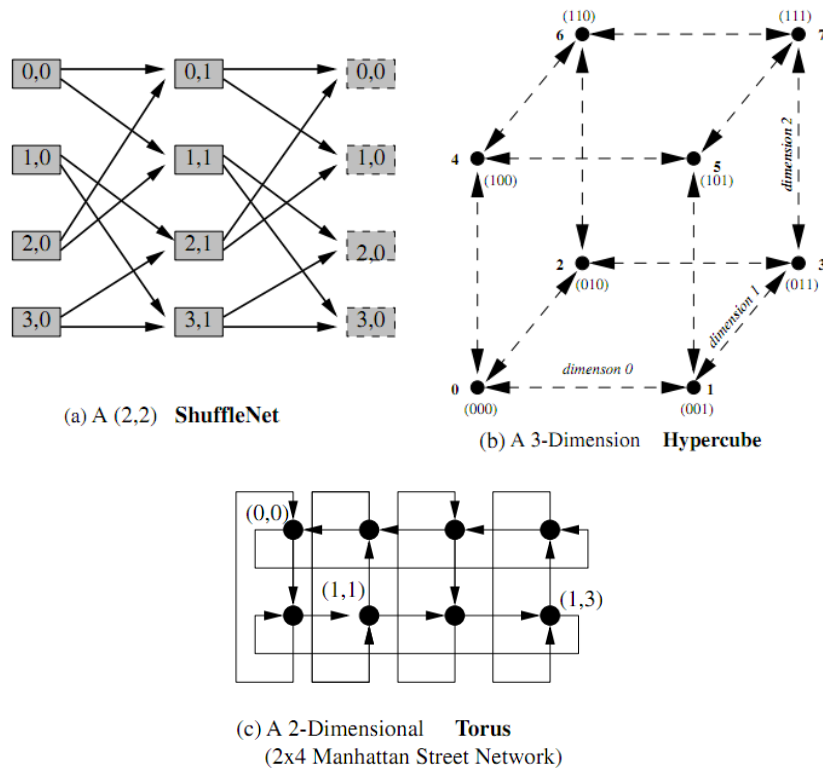 0,0 0,1 0,0
1,0 1,1 1,0
2,0 2,1 2,0
3,0 3,1 3,0
(a) A (2,2) ShuffleNet
(110) (111)
6 7
4 5
(100) (101)
dimension 2
2 3
(010) (011)
dimension 1
dimenson 0
0 1
(000) (001)
(b) A 3-Dimension Hypercube
(0,0)
(1,1) (1,3)
(c) A 2-Dimensional Torus
(2x4 Manhattan Street Network)